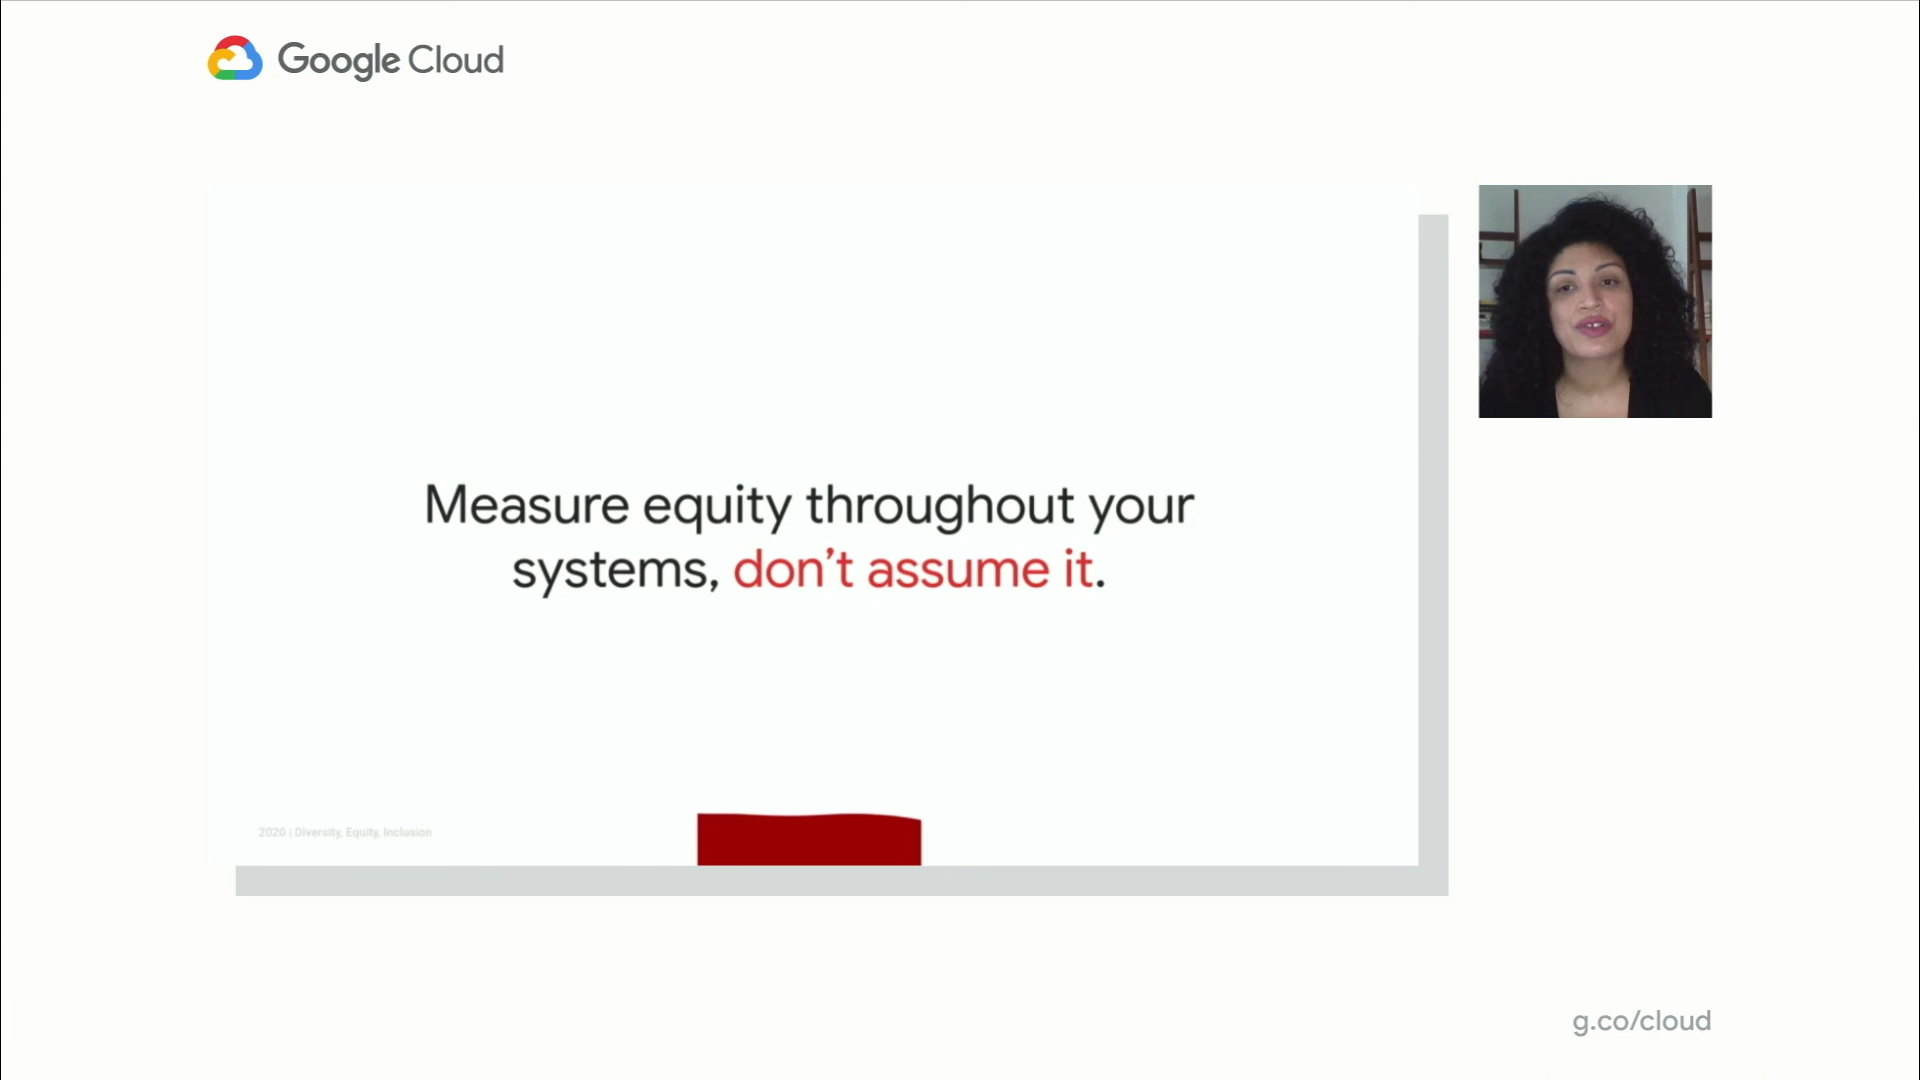 Google Cloud
Measure equity throughout your
systems, don’t assume it.
2020 | Diversity, Equity, Inclusion
g.co/cloud